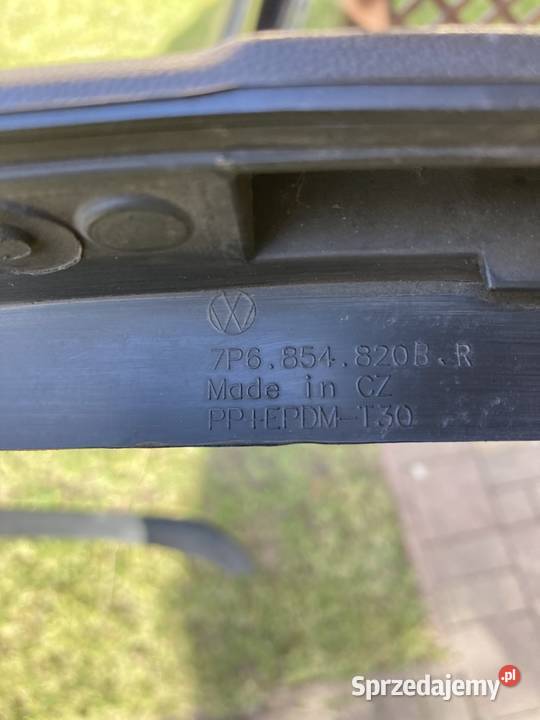 7P6.854.820B.R
Made in CZ
PP+EPDM-T30
Sprzedajemy.pl